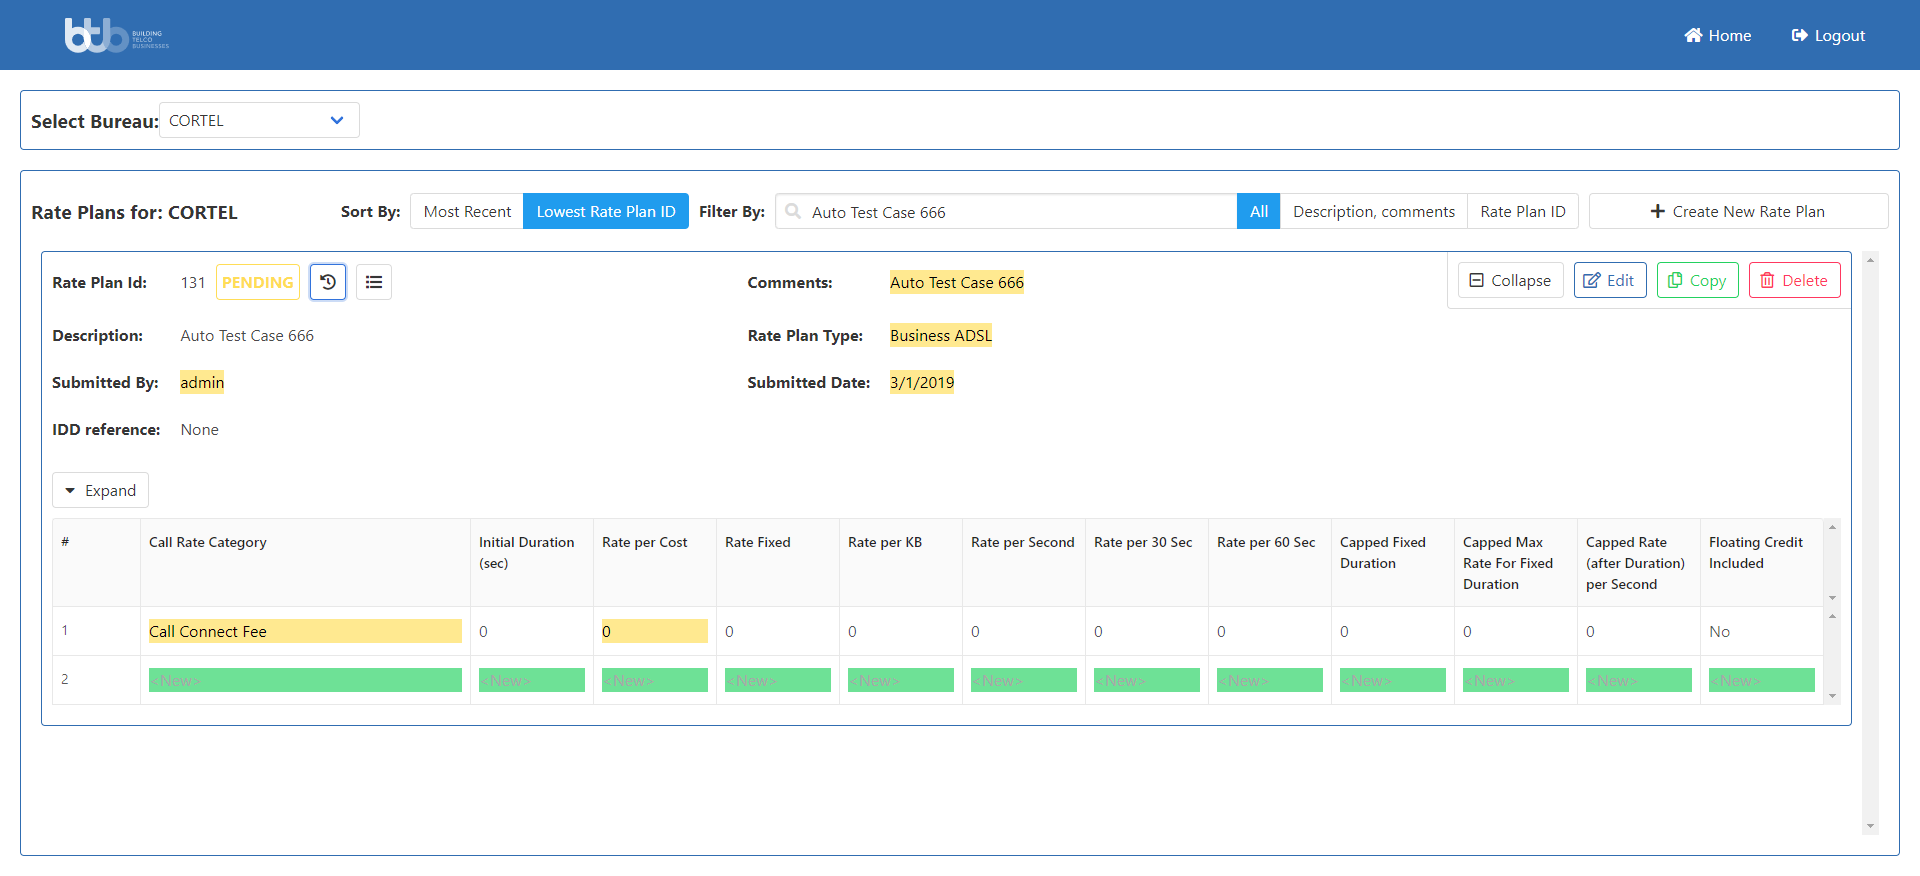 btb BUILDING TELCO BUSINESSES
Home Logout
Select Bureau: CORTEL
Rate Plans for: CORTEL Sort By: Most Recent Lowest Rate Plan ID Filter By: Auto Test Case 666 All Description, comments Rate Plan ID Create New Rate Plan
Rate Plan Id: 131 PENDING Comments: Auto Test Case 666 Collapse Edit Copy Delete
Description: Auto Test Case 666 Rate Plan Type: Business ADSL
Submitted By: admin Submitted Date: 3/1/2019
IDD reference: None
Expand
# Call Rate Category Initial Duration (sec) Rate per Cost Rate Fixed Rate per KB Rate per Second Rate per 30 Sec Rate per 60 Sec Capped Fixed Duration Capped Max Rate For Fixed Duration Capped Rate (after Duration) per Second Floating Credit Included
1 Call Connect Fee 0 0 0 0 0 0 0 0 0 0 No
2 <New> <New> <New> <New> <New> <New> <New> <New> <New> <New> <New> <New>